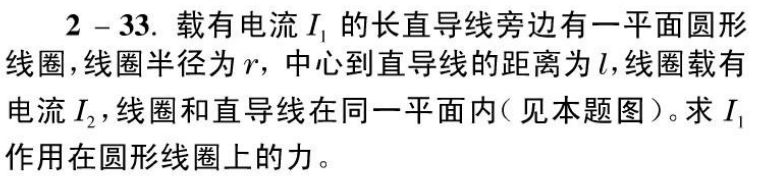 2 – 33. 载有电流 I₁ 的长直导线旁边有一平面圆形
线圈,线圈半径为 r, 中心到直导线的距离为 l,线圈载有
电流 I₂,线圈和直导线在同一平面内(见本题图)。求 I₁
作用在圆形线圈上的力。